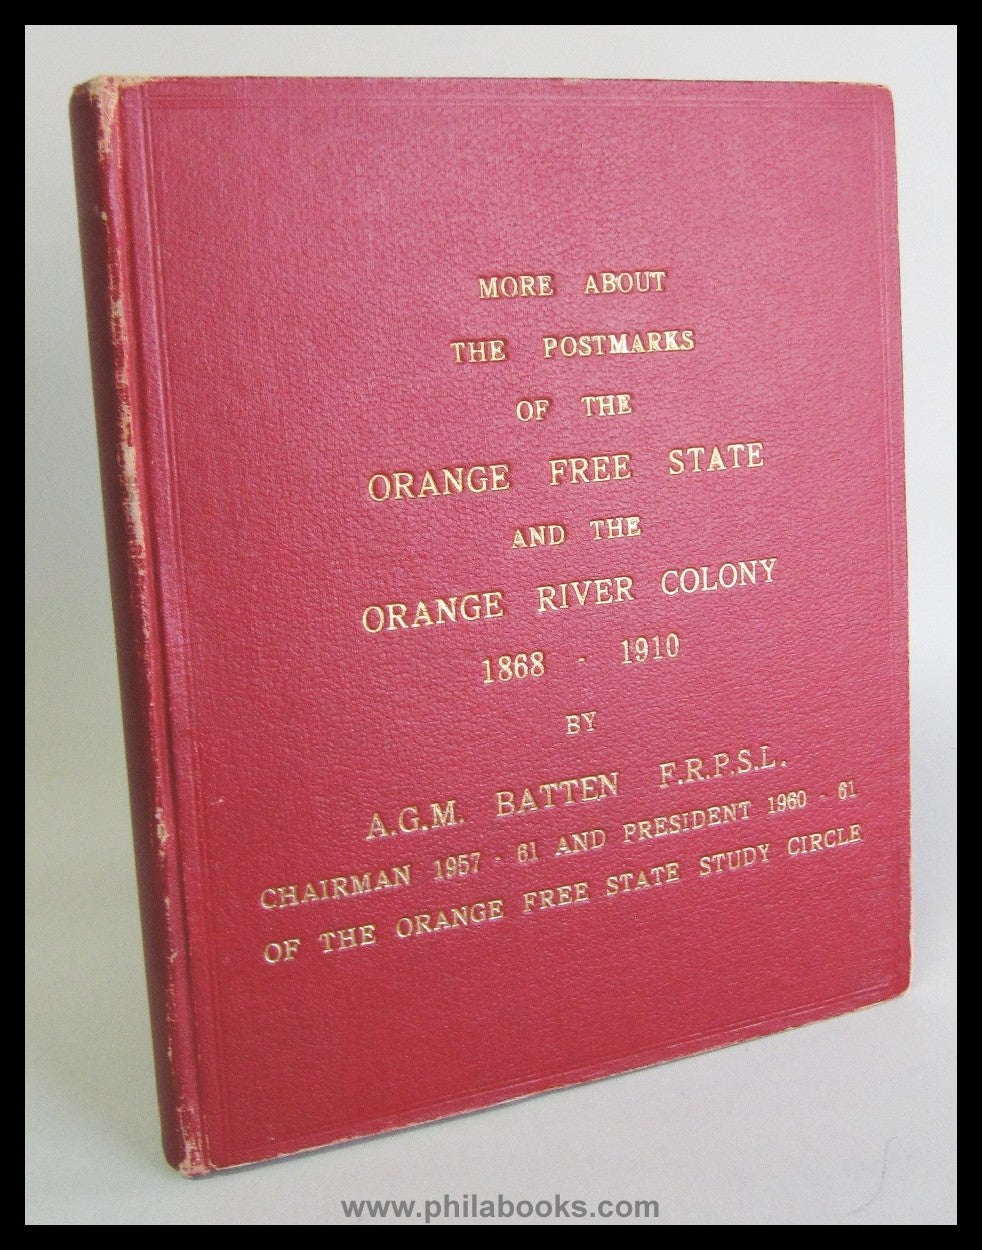 MORE ABOUT
THE POSTMARKS
OF THE
ORANGE FREE STATE
AND THE
ORANGE RIVER COLONY
1868 - 1910
BY
A.G.M. BATTEN F.R.P.S.L.
CHAIRMAN 1957 - 61 AND PRESIDENT 1960 - 61
OF THE ORANGE FREE STATE STUDY CIRCLE
www.philabooks.com